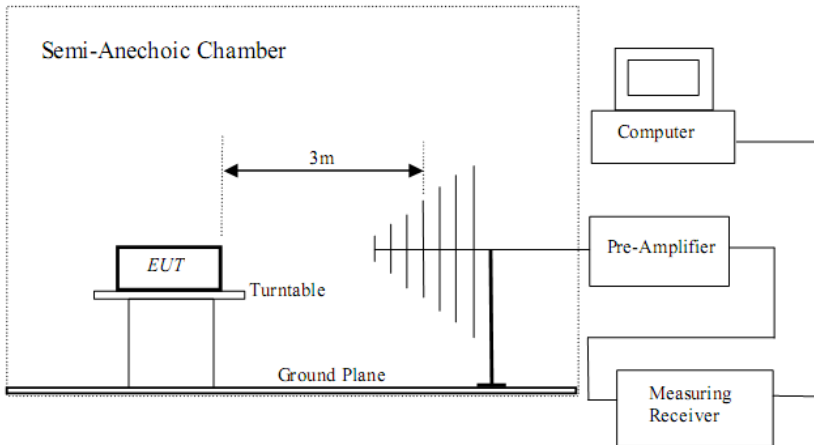 Semi-Anechoic Chamber
3m
EUT
Turntable
Ground Plane
Computer
Pre-Amplifier
Measuring
Receiver